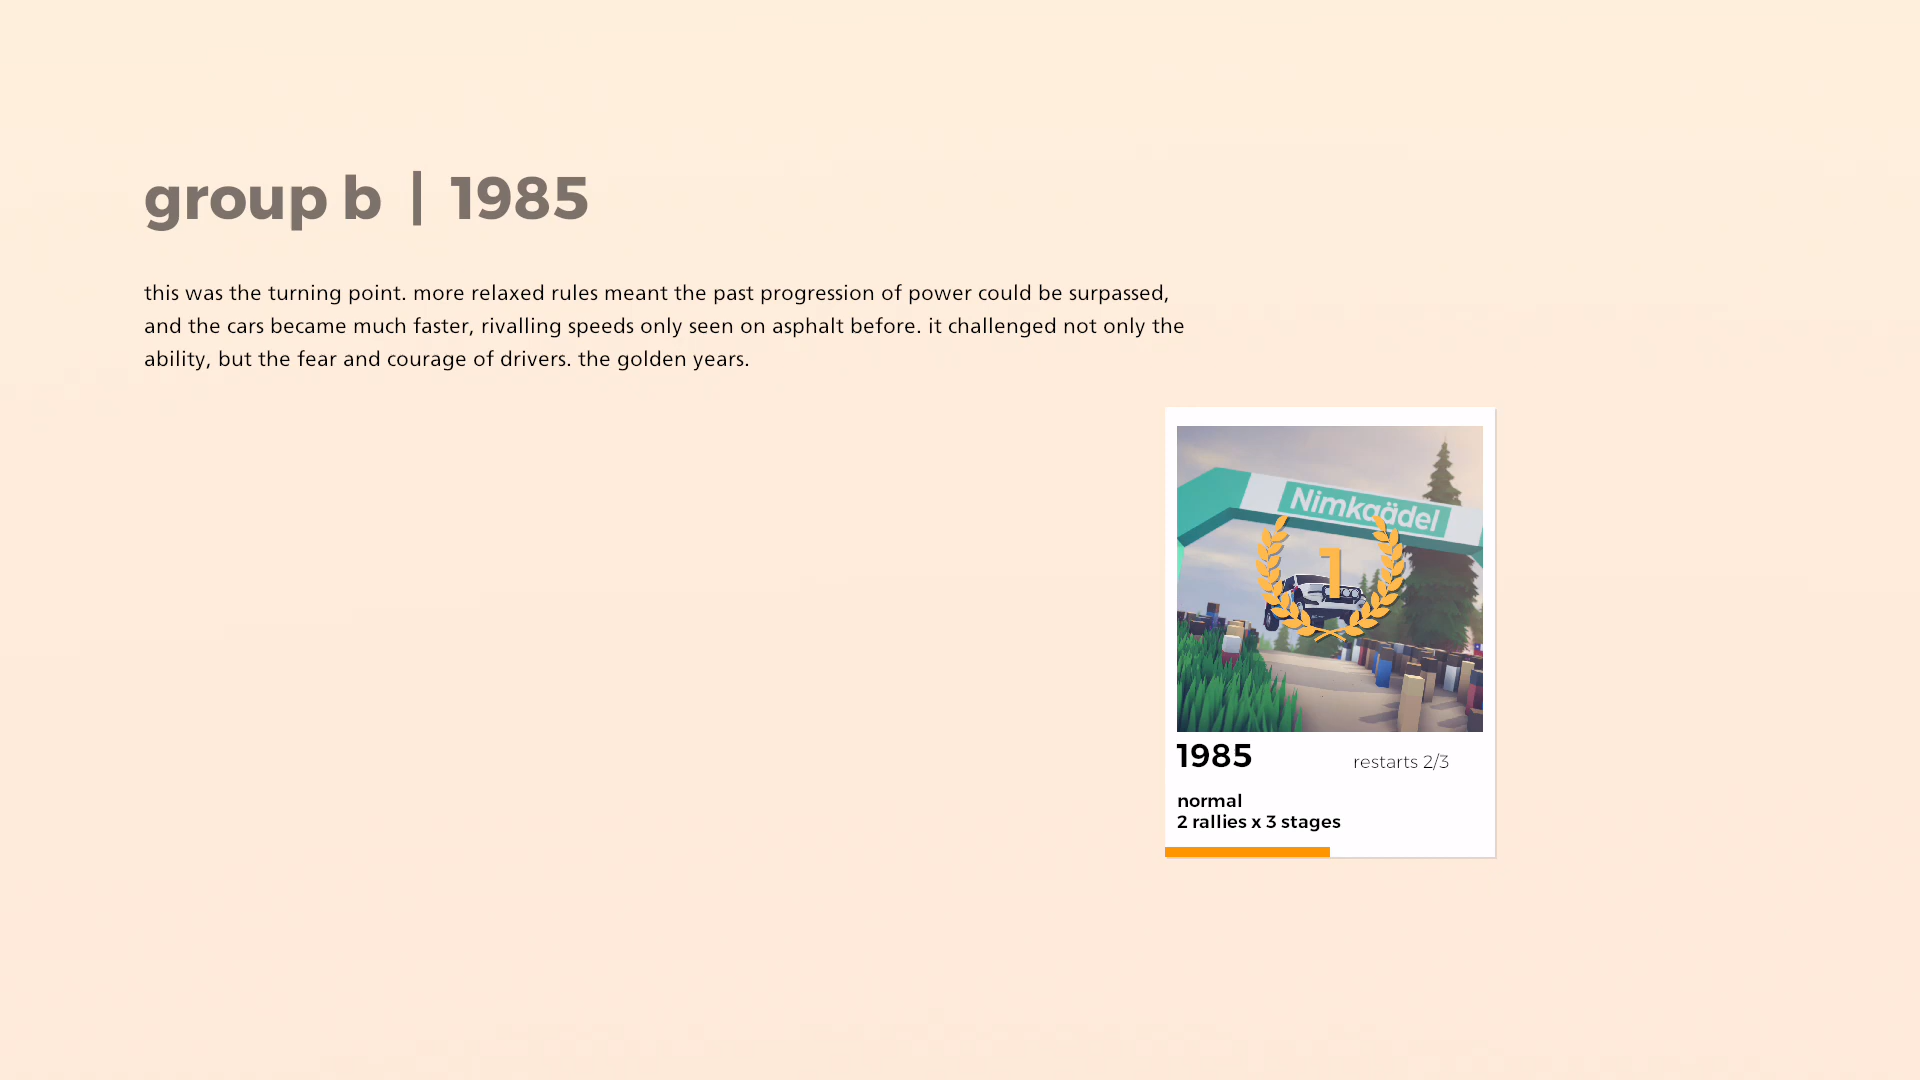 group b | 1985
this was the turning point. more relaxed rules meant the past progression of power could be surpassed,
and the cars became much faster, rivalling speeds only seen on asphalt before. it challenged not only the
ability, but the fear and courage of drivers. the golden years.
Nimkaädel
1
1985
restarts 2/3
normal
2 rallies x 3 stages